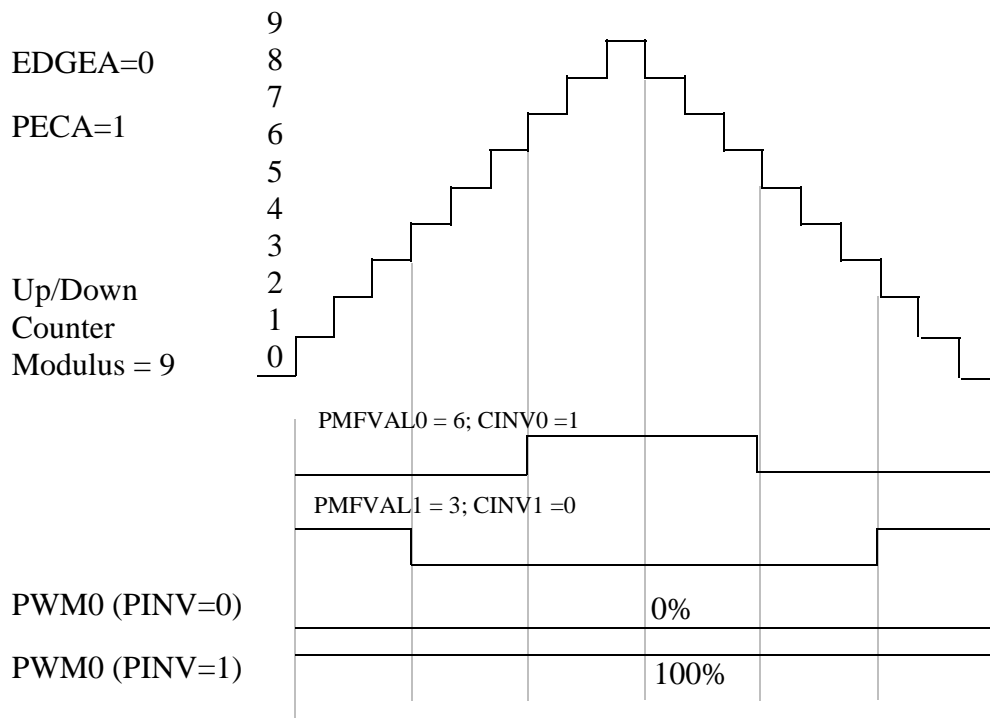 EDGEA=0
PECA=1
9
8
7
6
5
4
3
2
1
0
Up/Down
Counter
Modulus = 9
PMFVAL0 = 6; CINV0 =1
PMFVAL1 = 3; CINV1 =0
PWM0 (PINV=0)
0%
PWM0 (PINV=1)
100%